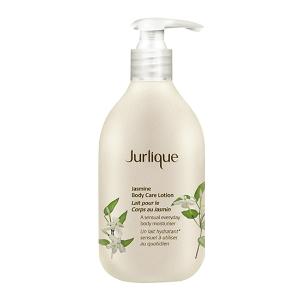 Jurlique
Jasmine
Body Care Lotion
Lait pour le
Corps au Jasmin
A sensual everyday
body moisturiser
Un lait hydratant*
sensuel à utiliser
au quotidien